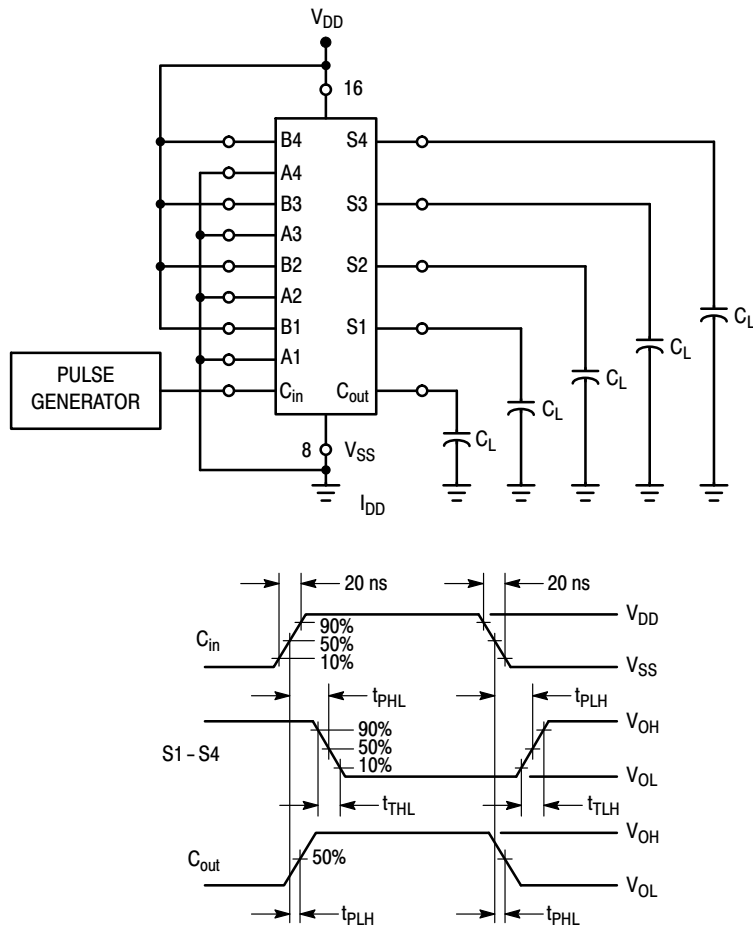 VDD
16
B4 S4
A4
B3 S3
A3
B2 S2
A2
B1 S1
A1
Cin Cout
PULSE
GENERATOR
CL
CL
CL
CL
CL
8 VSS
IDD
20 ns 20 ns
Cin
90%
50%
10%
VDD
VSS
tPHL tPLH
S1 – S4
90%
50%
10%
VOH
VOL
tTHL tTLH
Cout
50%
VOH
VOL
tPLH tPHL